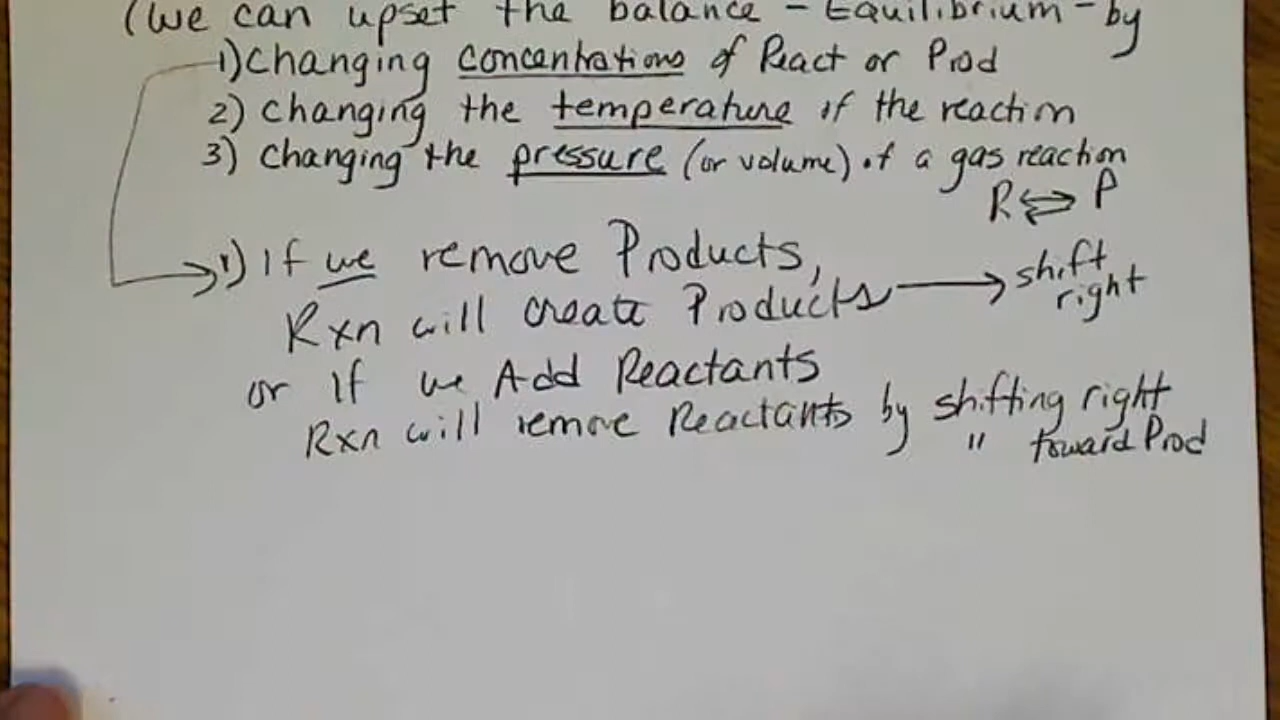 (We can upset the balance - Equilibrium - by
1) Changing concentrations of React or Prod
2) Changing the temperature of the reaction
3) Changing the pressure (or volume) of a gas reaction
R ⇔ P
1) If we remove Products,
Rxn will create Products → shift right
or If we Add Reactants
Rxn will remove Reactants by shifting right
" toward Prod